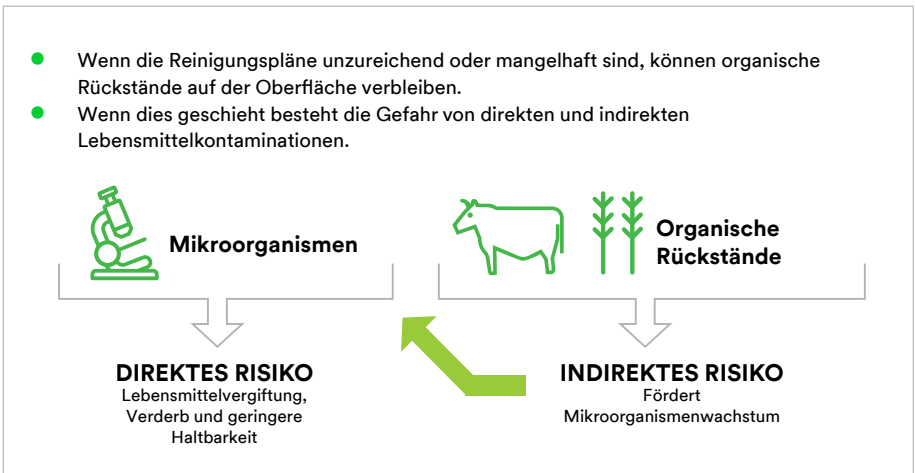 Wenn die Reinigungspläne unzureichend oder mangelhaft sind, können organische
Rückstände auf der Oberfläche verbleiben.
Wenn dies geschieht besteht die Gefahr von direkten und indirekten
Lebensmittelkontaminationen.
Mikroorganismen
Organische
Rückstände
DIREKTES RISIKO
Lebensmittelvergiftung,
Verderb und geringere
Haltbarkeit
INDIREKTES RISIKO
Fördert
Mikroorganismenwachstum